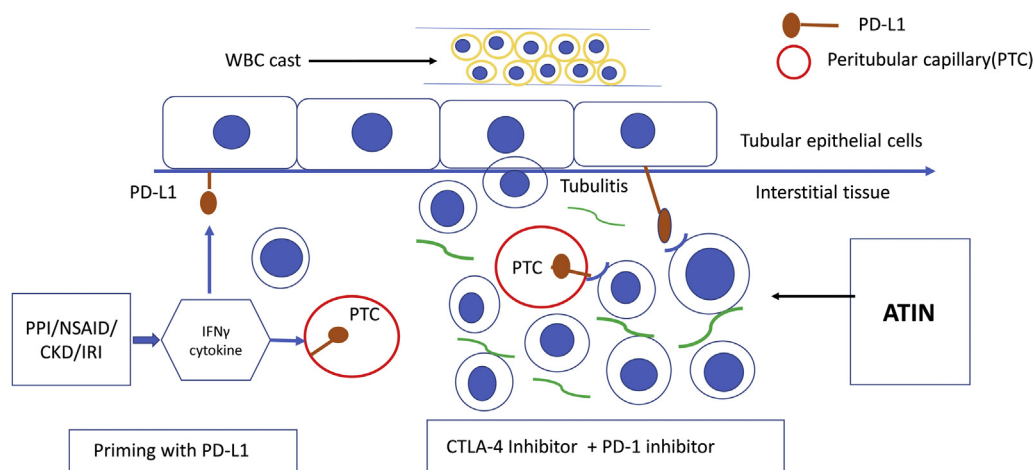 PD-L1
WBC cast
Peritubular capillary(PTC)
Tubular epithelial cells
PD-L1
Tubulitis
Interstitial tissue
PTC
PTC
PPI/NSAID/
CKD/IRI
IFNγ
cytokine
ATIN
Priming with PD-L1
CTLA-4 Inhibitor + PD-1 inhibitor